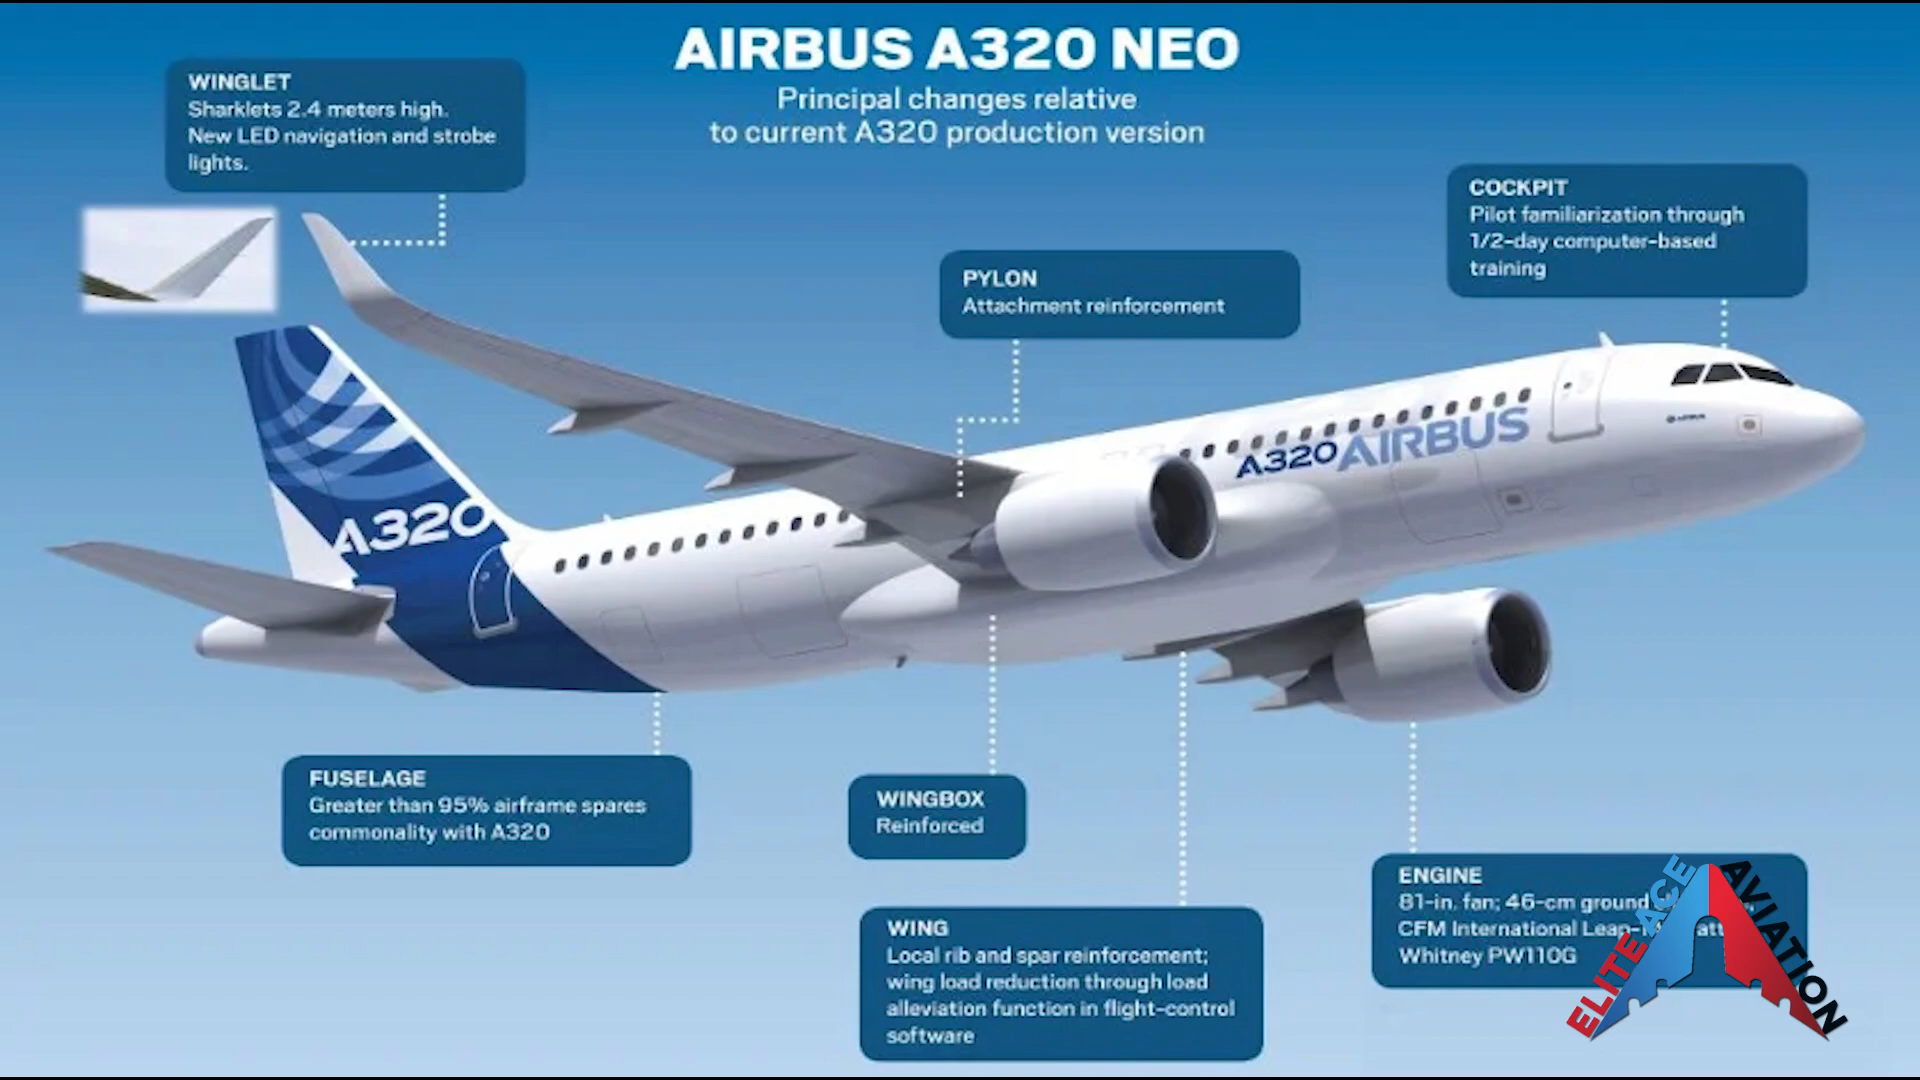 AIRBUS A320 NEO
Principal changes relative
to current A320 production version
WINGLET
Sharklets 2.4 meters high.
New LED navigation and strobe
lights.
COCKPIT
Pilot familiarization through
1/2-day computer-based
training
PYLON
Attachment reinforcement
A320 AIRBUS
A320
FUSELAGE
Greater than 95% airframe spares
commonality with A320
WINGBOX
Reinforced
WING
Local rib and spar reinforcement;
wing load reduction through load
alleviation function in flight-control
software
ENGINE
81-in. fan; 46-cm ground
CFM International
Whitney PW110G
ELITE ACE AVIATION